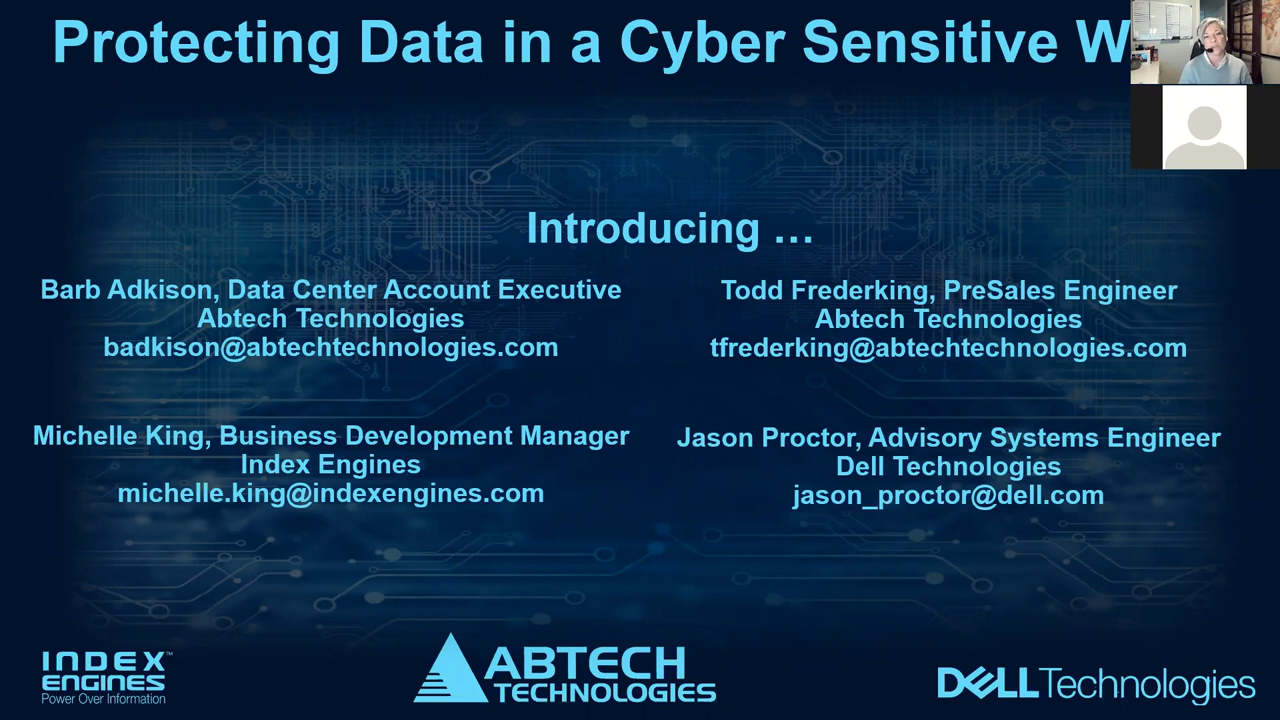 Protecting Data in a Cyber Sensitive W
Introducing ...
Barb Adkison, Data Center Account Executive
Abtech Technologies
badkison@abtechtechnologies.com
Todd Frederking, PreSales Engineer
Abtech Technologies
tfrederking@abtechtechnologies.com
Michelle King, Business Development Manager
Index Engines
michelle.king@indexengines.com
Jason Proctor, Advisory Systems Engineer
Dell Technologies
jason_proctor@dell.com
INDEX™
ENGINES
Power Over Information
ABTECH
TECHNOLOGIES
DELLTechnologies